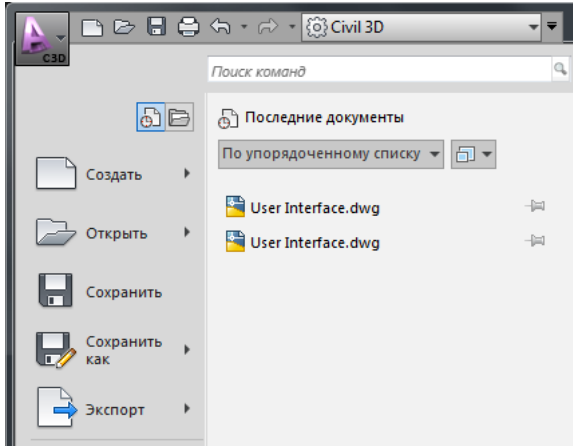 Civil 3D
C3D
Поиск команд
Последние документы
По упорядоченному списку
Создать
User Interface.dwg
Открыть
User Interface.dwg
Сохранить
Сохранить
как
Экспорт